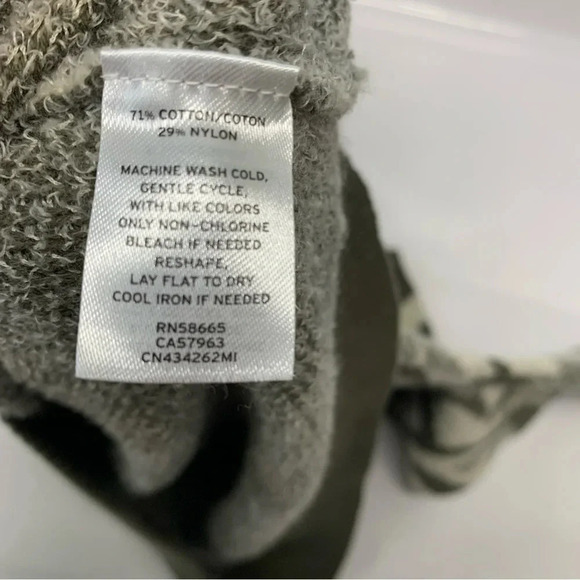 71% COTTON/COTON
29% NYLON
MACHINE WASH COLD,
GENTLE CYCLE,
WITH LIKE COLORS
ONLY NON-CHLORINE
BLEACH IF NEEDED
RESHAPE,
LAY FLAT TO DRY
COOL IRON IF NEEDED
RN58665
CA57963
CN434262MI